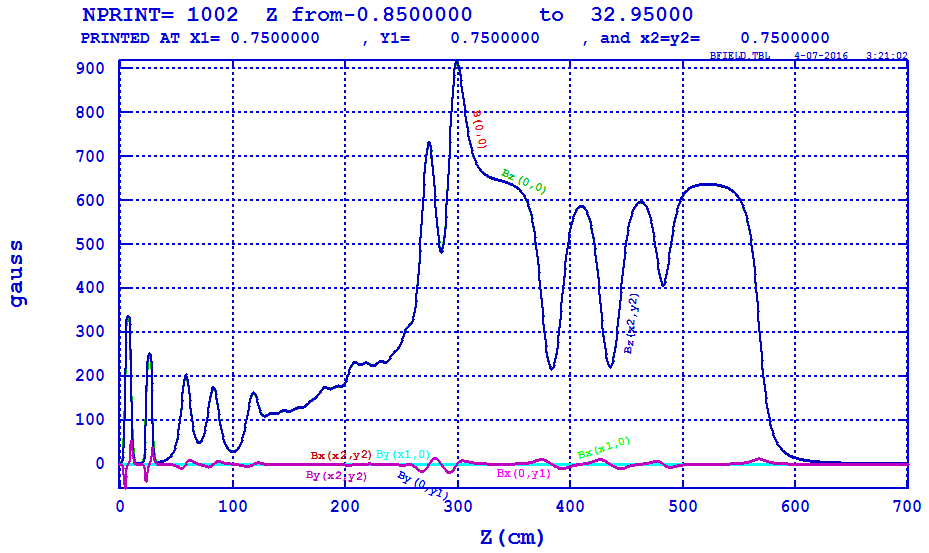 NPRINT= 1002 Z from-0.8500000 to 32.95000
PRINTED AT X1= 0.7500000 , Y1= 0.7500000 , and x2=y2= 0.7500000
BFIELD.TBL 4-07-2016 3:21:02
900
800
B(0,0)
700
Bz(0,0)
600
gauss
500
400
300
Bz(x2,y2)
200
100
Bx(x1,0)
Bx(x2,y2) By(x1,0)
0
By(x2,y2) By(0,y1) Bx(0,y1)
0 100 200 300 400 500 600 700
Z(cm)